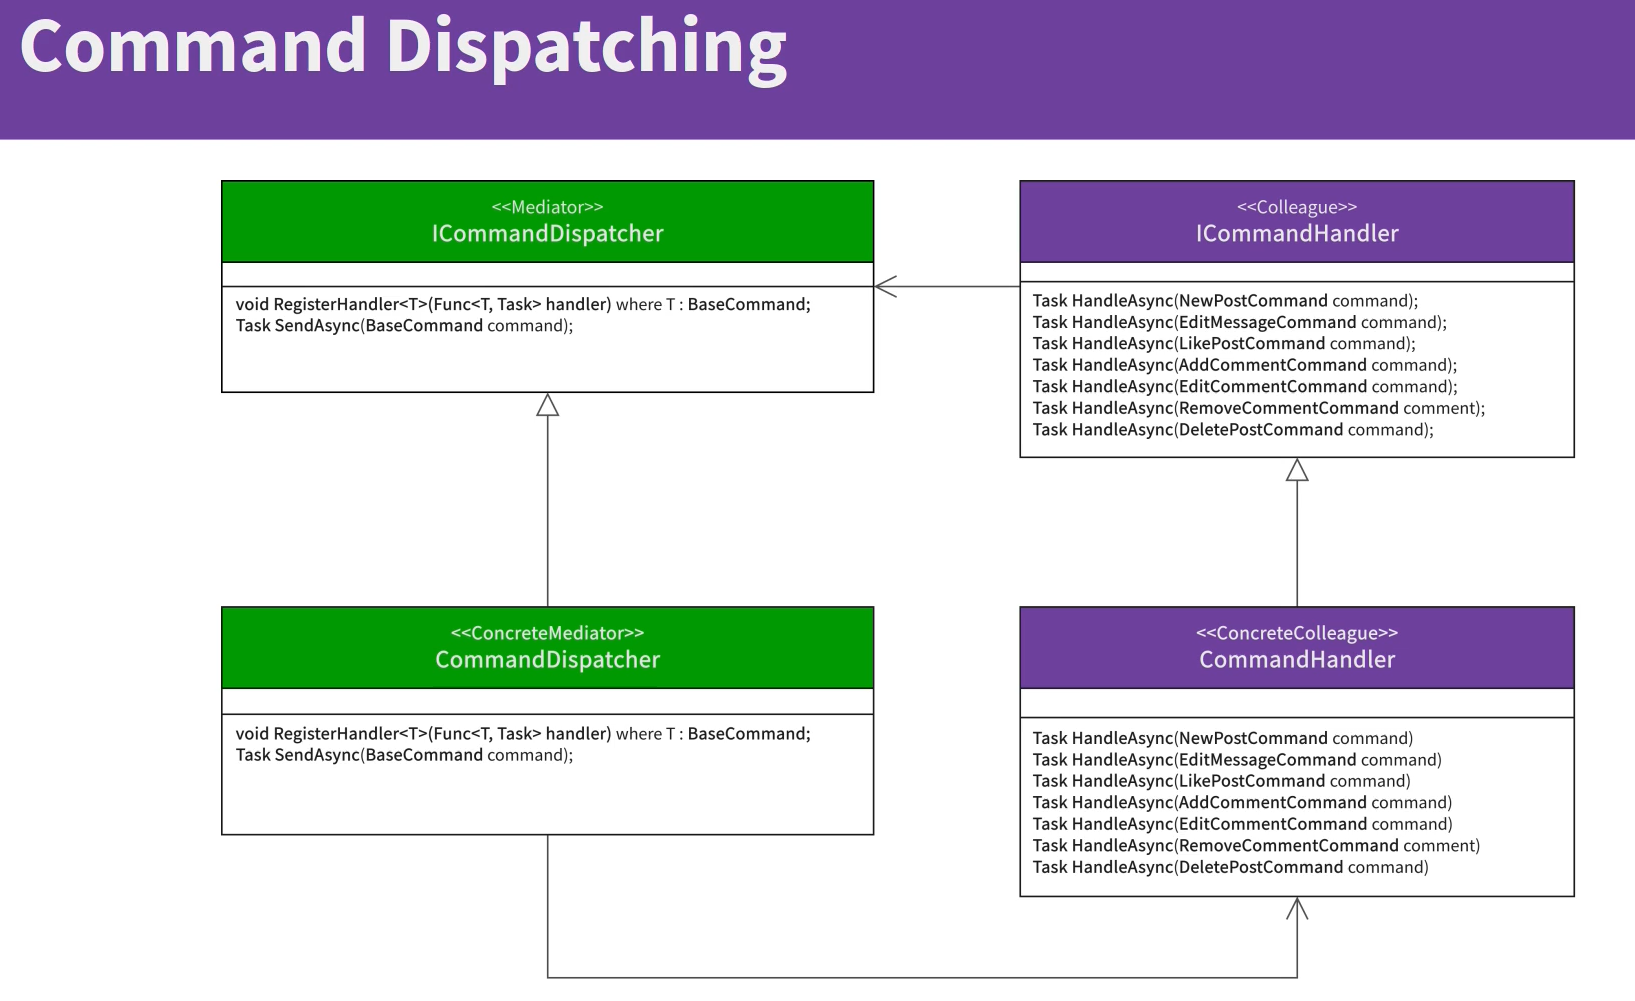 Command Dispatching
<<Mediator>>
ICommandDispatcher
void RegisterHandler<T>(Func<T, Task> handler) where T : BaseCommand;
Task SendAsync(BaseCommand command);
<<Colleague>>
ICommandHandler
Task HandleAsync(NewPostCommand command);
Task HandleAsync(EditMessageCommand command);
Task HandleAsync(LikePostCommand command);
Task HandleAsync(AddCommentCommand command);
Task HandleAsync(EditCommentCommand command);
Task HandleAsync(RemoveCommentCommand comment);
Task HandleAsync(DeletePostCommand command);
<<ConcreteMediator>>
CommandDispatcher
void RegisterHandler<T>(Func<T, Task> handler) where T : BaseCommand;
Task SendAsync(BaseCommand command);
<<ConcreteColleague>>
CommandHandler
Task HandleAsync(NewPostCommand command)
Task HandleAsync(EditMessageCommand command)
Task HandleAsync(LikePostCommand command)
Task HandleAsync(AddCommentCommand command)
Task HandleAsync(EditCommentCommand command)
Task HandleAsync(RemoveCommentCommand comment)
Task HandleAsync(DeletePostCommand command)